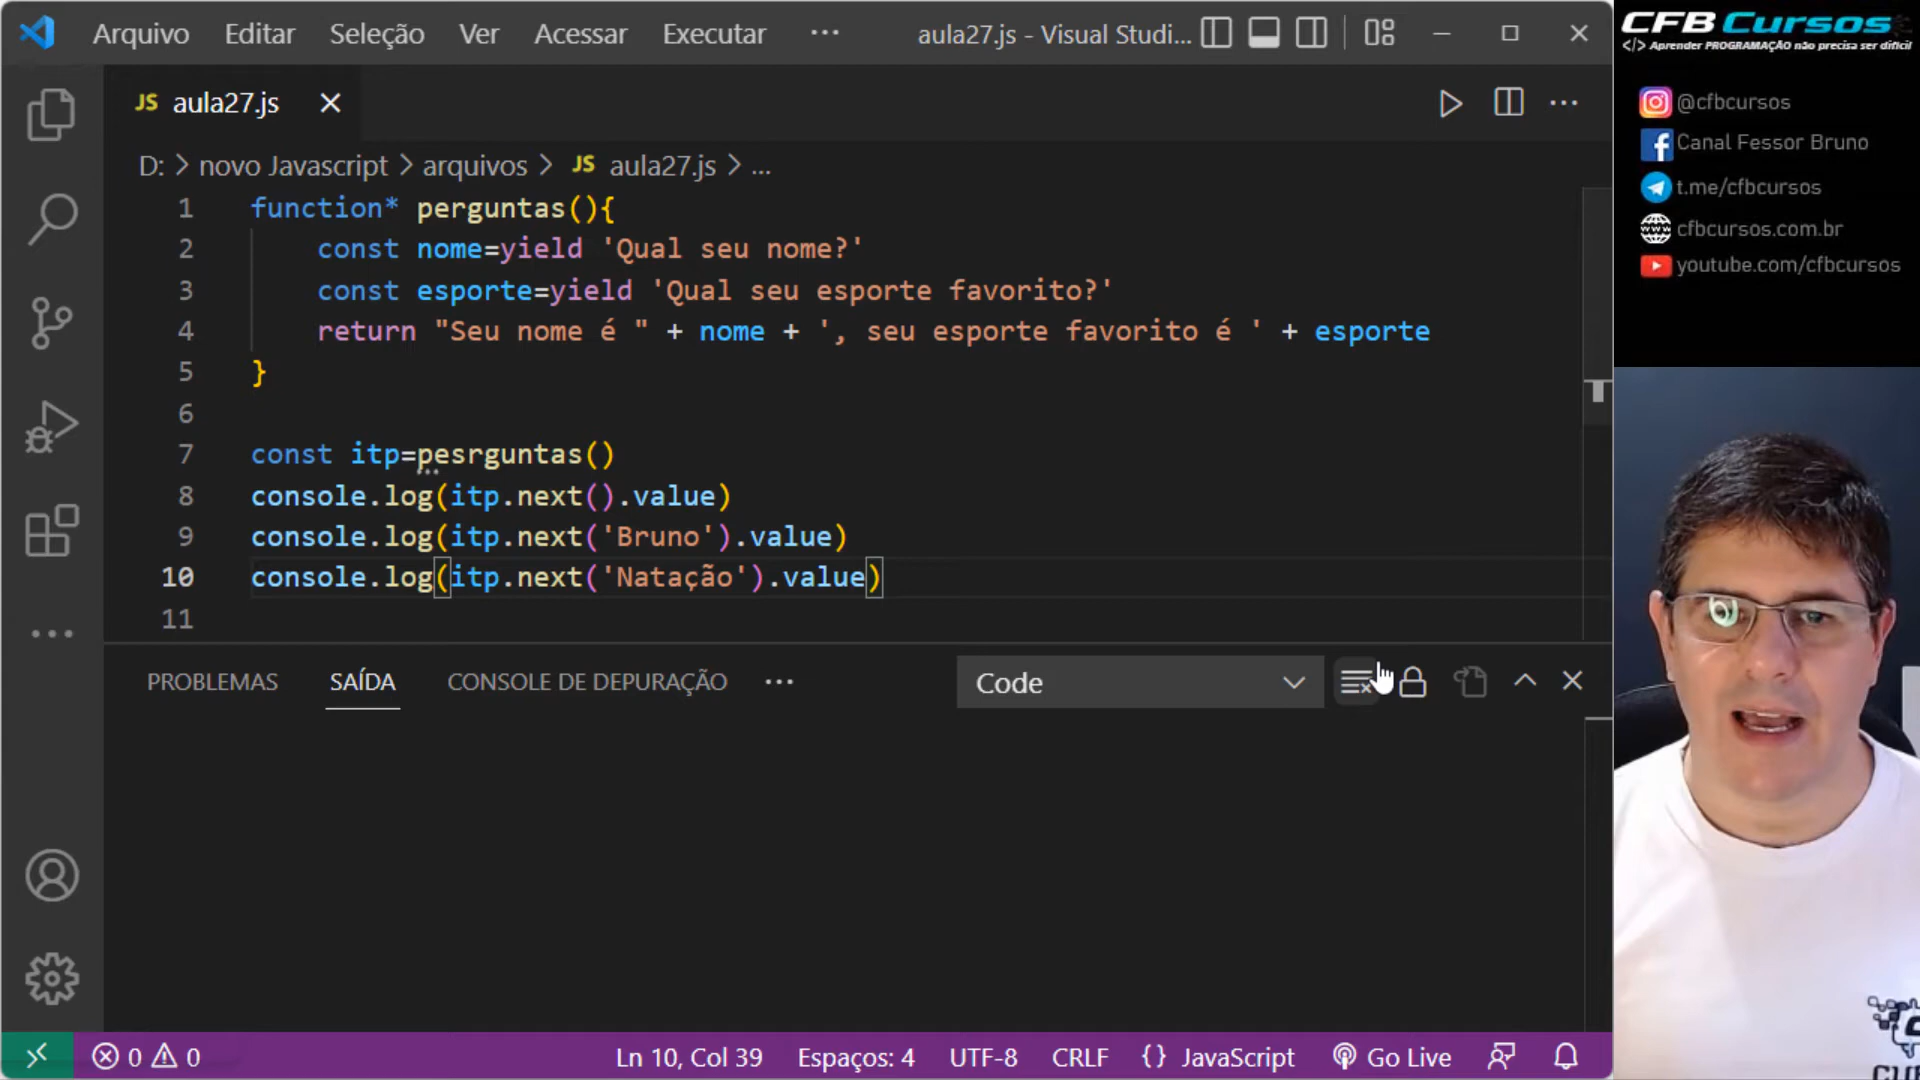 Arquivo Editar Seleção Ver Acessar Executar ··· aula27.js - Visual Studi...
JS aula27.js
D: > novo Javascript > arquivos > JS aula27.js > ...
1 function* perguntas(){
2 const nome=yield 'Qual seu nome?'
3 const esporte=yield 'Qual seu esporte favorito?'
4 return "Seu nome é " + nome + ', seu esporte favorito é ' + esporte
5 }
6
7 const itp=pesrguntas()
8 console.log(itp.next().value)
9 console.log(itp.next('Bruno').value)
10 console.log(itp.next('Natação').value)
11
PROBLEMAS SAÍDA CONSOLE DE DEPURAÇÃO ··· Code
0 0 Ln 10, Col 39 Espaços: 4 UTF-8 CRLF {} JavaScript Go Live
CFB Cursos
</> Aprender PROGRAMAÇÃO não precisa ser difícil
@cfbcursos
Canal Fessor Bruno
t.me/cfbcursos
cfbcursos.com.br
youtube.com/cfbcursos